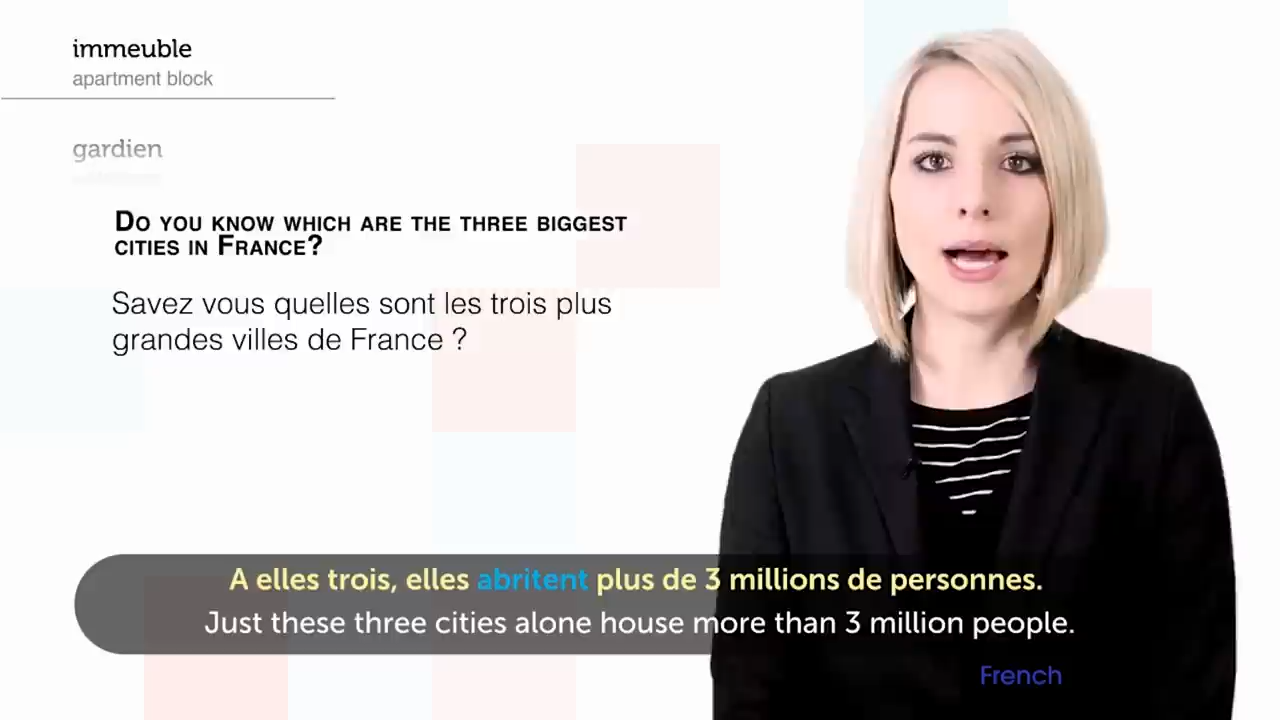 immeuble
apartment block
gardien
DO YOU KNOW WHICH ARE THE THREE BIGGEST
CITIES IN FRANCE?
Savez vous quelles sont les trois plus
grandes villes de France ?
A elles trois, elles abritent plus de 3 millions de personnes.
Just these three cities alone house more than 3 million people.
French